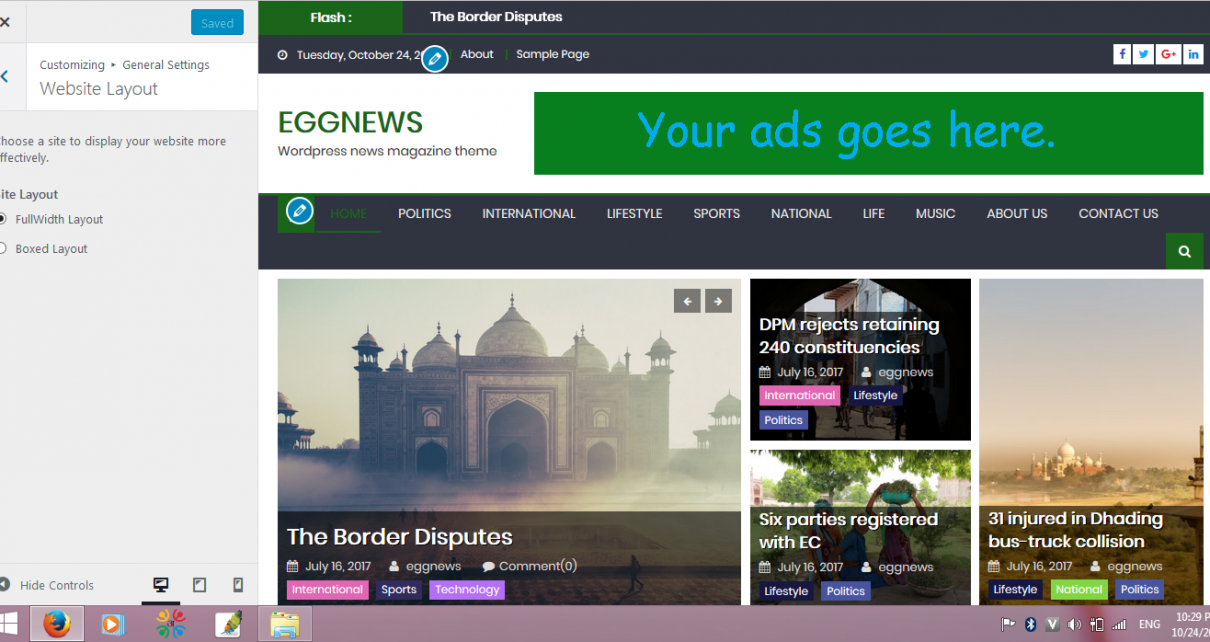 Saved
Customizing ▸ General Settings
Website Layout
hoose a site to display your website more
ffectively.
ite Layout
FullWidth Layout
Boxed Layout
Hide Controls
Flash :
The Border Disputes
Tuesday, October 24, 2
About
Sample Page
f
G+
in
EGGNEWS
Wordpress news magazine theme
Your ads goes here.
HOME POLITICS INTERNATIONAL LIFESTYLE SPORTS NATIONAL LIFE MUSIC ABOUT US CONTACT US
The Border Disputes
July 16, 2017 eggnews Comment(0)
International Sports Technology
DPM rejects retaining
240 constituencies
July 16, 2017 eggnews
International Lifestyle
Politics
Six parties registered
with EC
July 16, 2017 eggnews
Lifestyle Politics
31 injured in Dhading
bus-truck collision
July 16, 2017 eggnews
Lifestyle National Politics
V
ENG
10:29 P
10/24/2